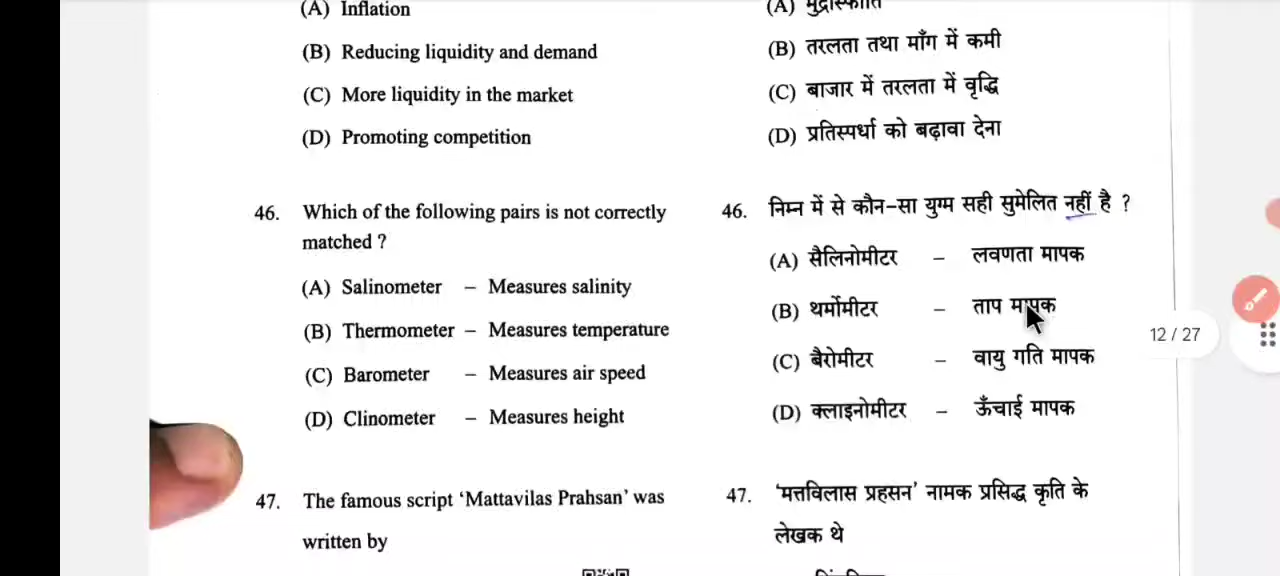 (A) Inflation
(B) Reducing liquidity and demand
(C) More liquidity in the market
(D) Promoting competition
46. Which of the following pairs is not correctly
matched ?
(A) Salinometer – Measures salinity
(B) Thermometer – Measures temperature
(C) Barometer – Measures air speed
(D) Clinometer – Measures height
47. The famous script ‘Mattavilas Prahsan’ was
written by
(A) मुद्रास्फीति
(B) तरलता तथा माँग में कमी
(C) बाजार में तरलता में वृद्धि
(D) प्रतिस्पर्धा को बढ़ावा देना
46. निम्न में से कौन-सा युग्म सही सुमेलित नहीं है ?
(A) सैलिनोमीटर – लवणता मापक
(B) थर्मोमीटर – ताप मापक
(C) बैरोमीटर – वायु गति मापक
(D) क्लाइनोमीटर – ऊँचाई मापक
47. ‘मत्तविलास प्रहसन’ नामक प्रसिद्ध कृति के
लेखक थे
12 / 27